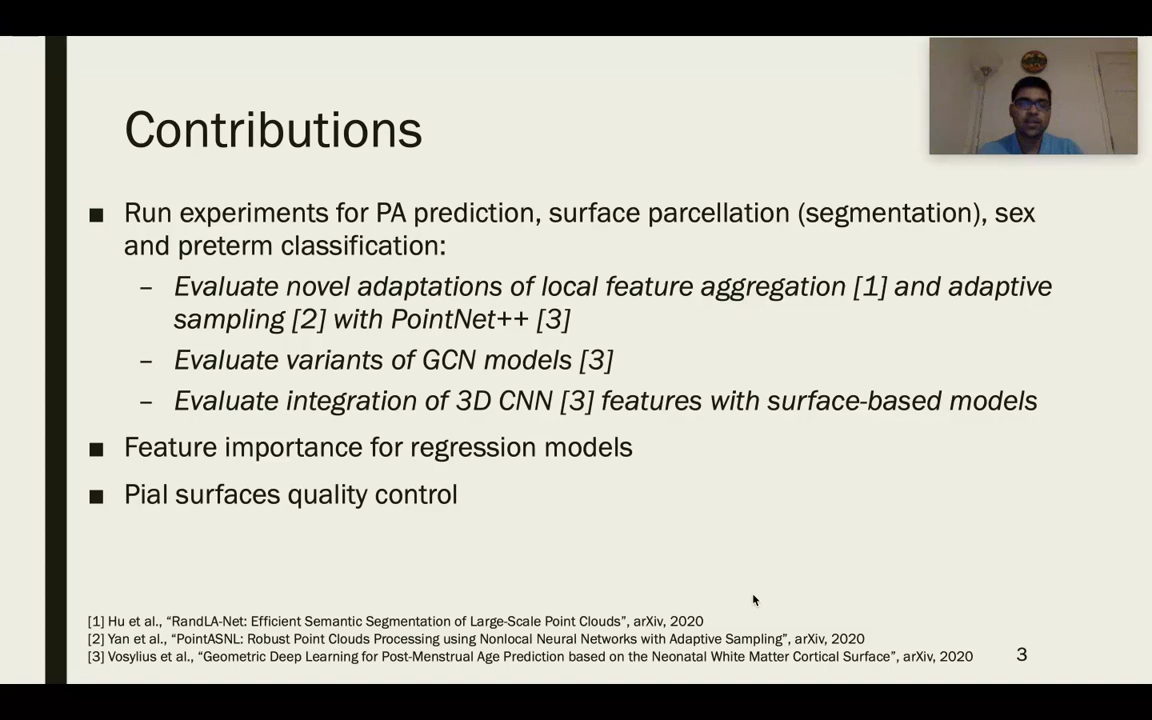 Contributions
■ Run experiments for PA prediction, surface parcellation (segmentation), sex
and preterm classification:
– Evaluate novel adaptations of local feature aggregation [1] and adaptive
sampling [2] with PointNet++ [3]
– Evaluate variants of GCN models [3]
– Evaluate integration of 3D CNN [3] features with surface-based models
■ Feature importance for regression models
■ Pial surfaces quality control
[1] Hu et al., “RandLA-Net: Efficient Semantic Segmentation of Large-Scale Point Clouds”, arXiv, 2020
[2] Yan et al., “PointASNL: Robust Point Clouds Processing using Nonlocal Neural Networks with Adaptive Sampling”, arXiv, 2020
[3] Vosylius et al., “Geometric Deep Learning for Post-Menstrual Age Prediction based on the Neonatal White Matter Cortical Surface”, arXiv, 2020
3